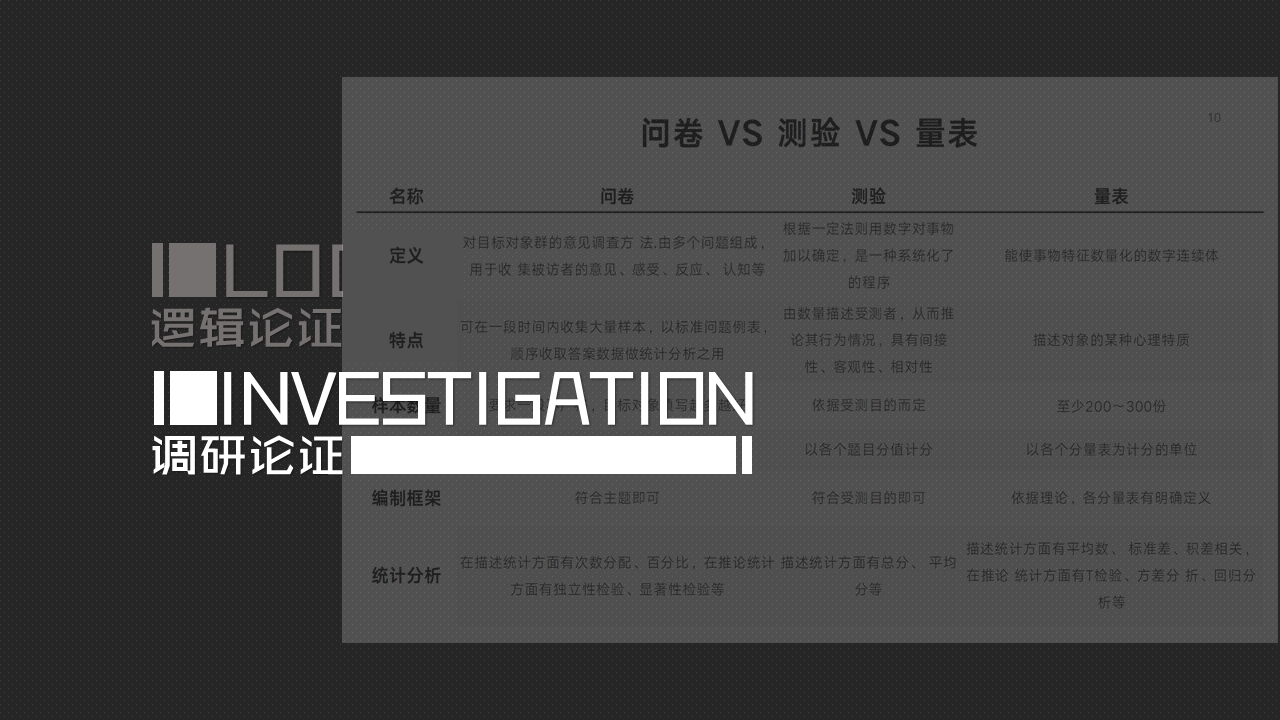 10
问卷 VS 测验 VS 量表
名称 问卷 测验 量表
定义
对目标对象群的意见调查方 法,由多个问题组成，
用于收 集被访者的意见、感受、反应、 认知等
根据一定法则用数字对事物
加以确定，是一种系统化了
的程序
能使事物特征数量化的数字连续体
特点
可在一段时间内收集大量样本，以标准问题例表，
顺序收取答案数据做统计分析之用
由数量描述受测者，从而推
论其行为情况，具有间接
性、客观性、相对性
描述对象的某种心理特质
样本数量
依据受测目的而定
至少200～300份
以各个题目分值计分
以各个分量表为计分的单位
编制框架
符合主题即可
符合受测目的即可
依据理论，各分量表有明确定义
统计分析
在描述统计方面有次数分配、百分比，在推论统计
方面有独立性检验、显著性检验等
描述统计方面有总分、 平均
分等
描述统计方面有平均数、 标准差、积差相关，
在推论 统计方面有T检验、方差分 折、回归分
析等
逻辑论证
INVESTIGATION
调研论证